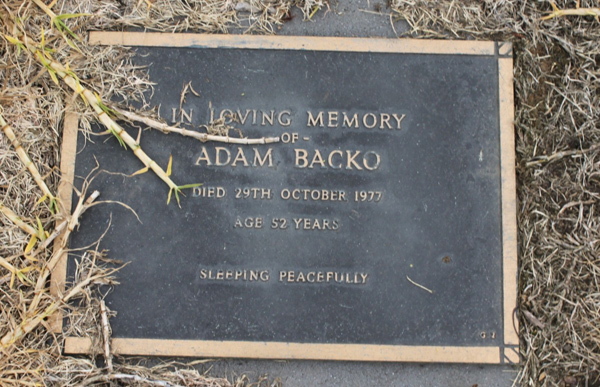 IN LOVING MEMORY
OF -
ADAM BACKO
DIED 29TH OCTOBER 1977
AGE 52 YEARS
SLEEPING PEACEFULLY